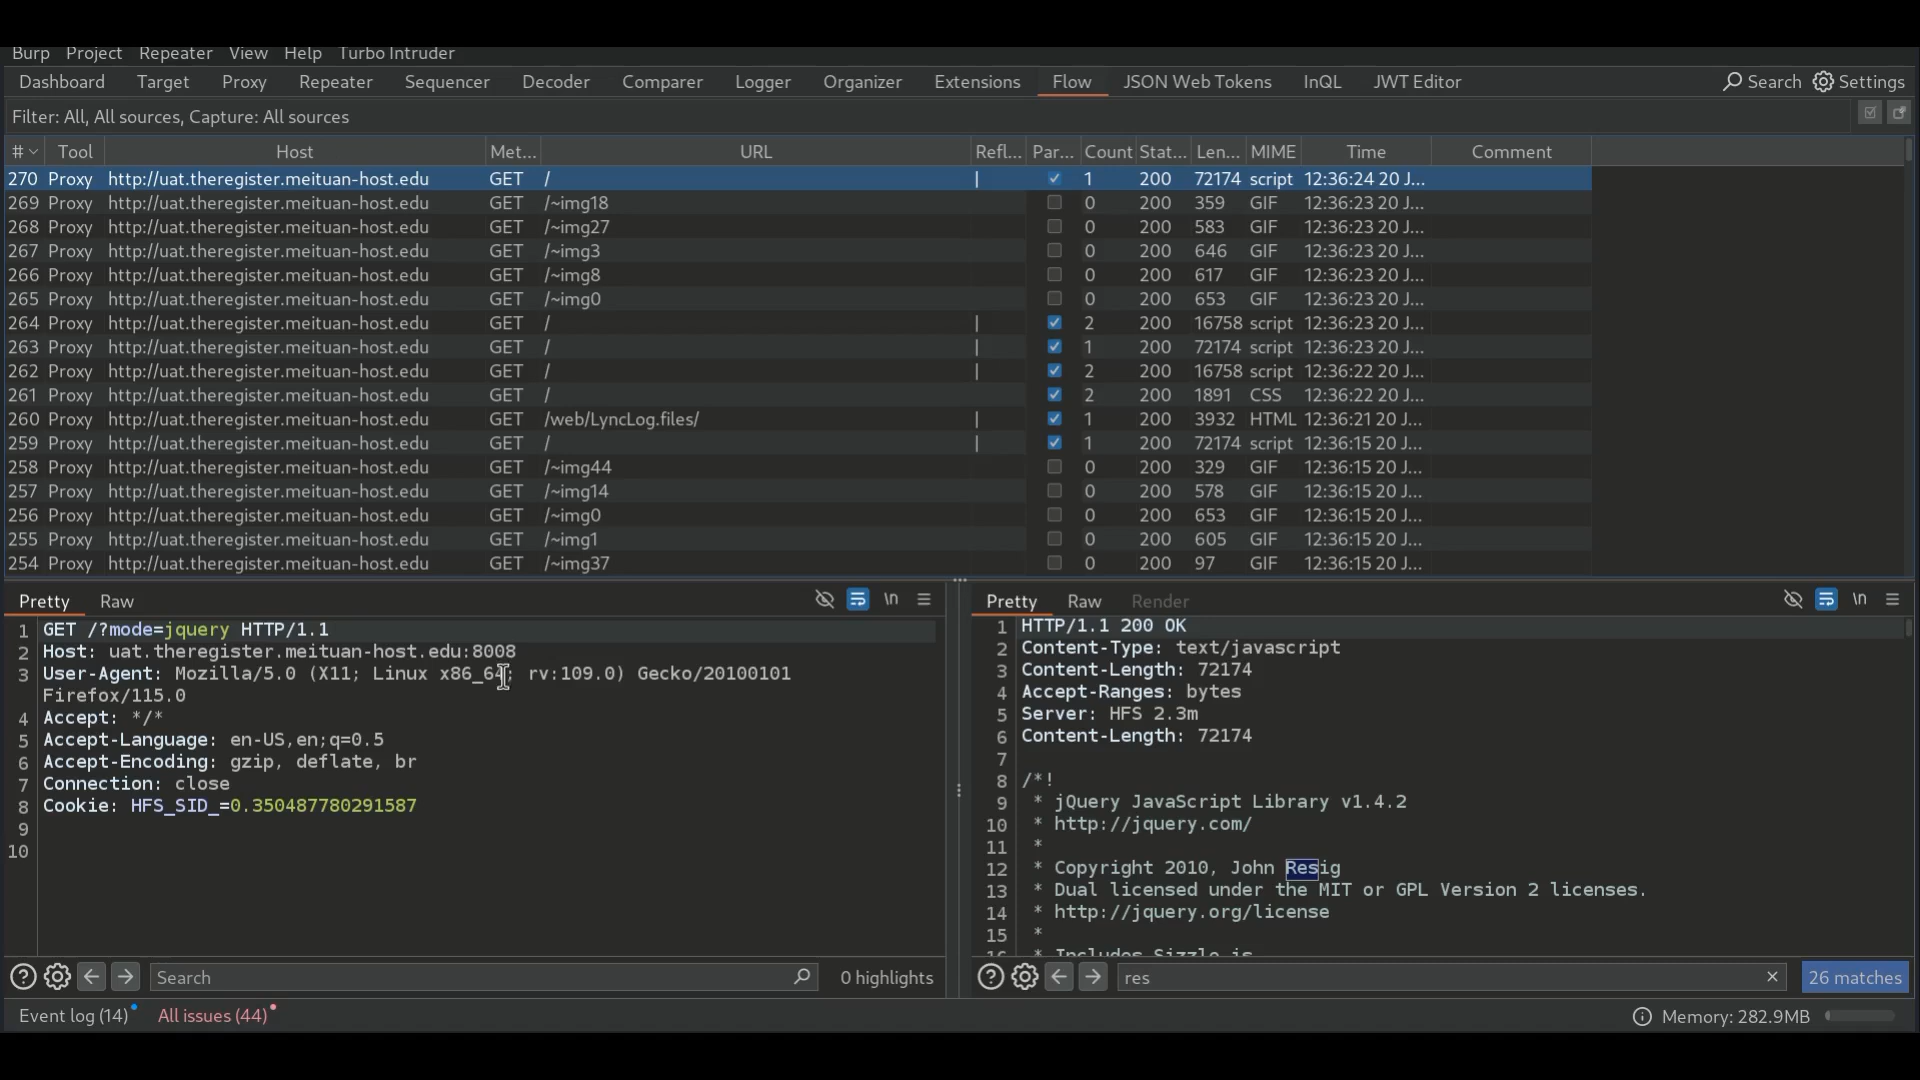 Burp Project Repeater View Help Turbo Intruder
Dashboard Target Proxy Repeater Sequencer Decoder Comparer Logger Organizer Extensions Flow JSON Web Tokens InQL JWT Editor Search Settings
Filter: All, All sources, Capture: All sources
# Tool Host Met... URL Refl... Par... Count Stat... Len... MIME Time Comment
270 Proxy http://uat.theregister.meituan-host.edu GET / | 1 200 72174 script 12:36:24 20 J...
269 Proxy http://uat.theregister.meituan-host.edu GET /~img18 0 200 359 GIF 12:36:23 20 J...
268 Proxy http://uat.theregister.meituan-host.edu GET /~img27 0 200 583 GIF 12:36:23 20 J...
267 Proxy http://uat.theregister.meituan-host.edu GET /~img3 0 200 646 GIF 12:36:23 20 J...
266 Proxy http://uat.theregister.meituan-host.edu GET /~img8 0 200 617 GIF 12:36:23 20 J...
265 Proxy http://uat.theregister.meituan-host.edu GET /~img0 0 200 653 GIF 12:36:23 20 J...
264 Proxy http://uat.theregister.meituan-host.edu GET / | 2 200 16758 script 12:36:23 20 J...
263 Proxy http://uat.theregister.meituan-host.edu GET / | 1 200 72174 script 12:36:23 20 J...
262 Proxy http://uat.theregister.meituan-host.edu GET / | 2 200 16758 script 12:36:22 20 J...
261 Proxy http://uat.theregister.meituan-host.edu GET / 2 200 1891 CSS 12:36:22 20 J...
260 Proxy http://uat.theregister.meituan-host.edu GET /web/LyncLog.files/ | 1 200 3932 HTML 12:36:21 20 J...
259 Proxy http://uat.theregister.meituan-host.edu GET / | 1 200 72174 script 12:36:15 20 J...
258 Proxy http://uat.theregister.meituan-host.edu GET /~img44 0 200 329 GIF 12:36:15 20 J...
257 Proxy http://uat.theregister.meituan-host.edu GET /~img14 0 200 578 GIF 12:36:15 20 J...
256 Proxy http://uat.theregister.meituan-host.edu GET /~img0 0 200 653 GIF 12:36:15 20 J...
255 Proxy http://uat.theregister.meituan-host.edu GET /~img1 0 200 605 GIF 12:36:15 20 J...
254 Proxy http://uat.theregister.meituan-host.edu GET /~img37 0 200 97 GIF 12:36:15 20 J...
Pretty Raw \n
1 GET /?mode=jquery HTTP/1.1
2 Host: uat.theregister.meituan-host.edu:8008
3 User-Agent: Mozilla/5.0 (X11; Linux x86_64; rv:109.0) Gecko/20100101
Firefox/115.0
4 Accept: */*
5 Accept-Language: en-US,en;q=0.5
6 Accept-Encoding: gzip, deflate, br
7 Connection: close
8 Cookie: HFS_SID_=0.350487780291587
9
10
Search 0 highlights
Pretty Raw Render \n
1 HTTP/1.1 200 OK
2 Content-Type: text/javascript
3 Content-Length: 72174
4 Accept-Ranges: bytes
5 Server: HFS 2.3m
6 Content-Length: 72174
7
8 /*!
9 * jQuery JavaScript Library v1.4.2
10 * http://jquery.com/
11 *
12 * Copyright 2010, John Resig
13 * Dual licensed under the MIT or GPL Version 2 licenses.
14 * http://jquery.org/license
15 *
16 * Includes Sizzle.js
res 26 matches
Event log (14) All issues (44) Memory: 282.9MB